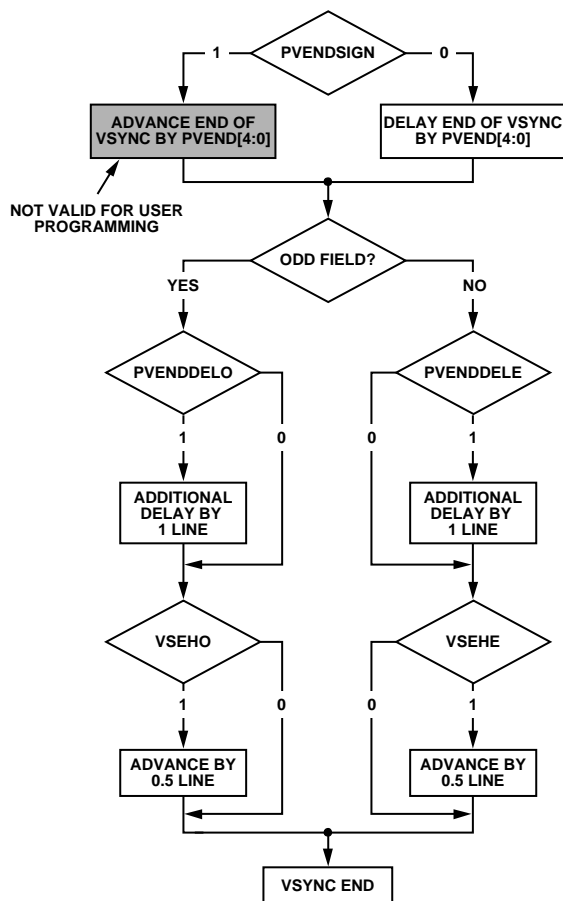 PVENDSIGN
1
0
ADVANCE END OF
VSYNC BY PVEND[4:0]
DELAY END OF VSYNC
BY PVEND[4:0]
NOT VALID FOR USER
PROGRAMMING
ODD FIELD?
YES
NO
PVENDDELO
PVENDDELE
1
0
0
1
ADDITIONAL
DELAY BY
1 LINE
ADDITIONAL
DELAY BY
1 LINE
VSEHO
VSEHE
1
0
0
1
ADVANCE BY
0.5 LINE
ADVANCE BY
0.5 LINE
VSYNC END